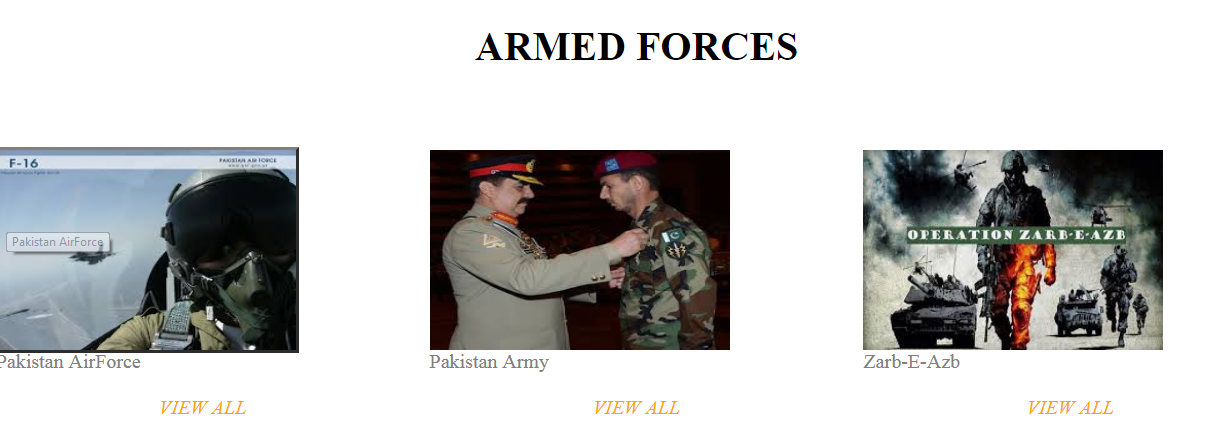 ARMED FORCES
F-16
PAKISTAN AIR FORCE
Pakistan AirForce
OPERATION ZARB-E-AZB
Pakistan AirForce
Pakistan Army
Zarb-E-Azb
VIEW ALL
VIEW ALL
VIEW ALL